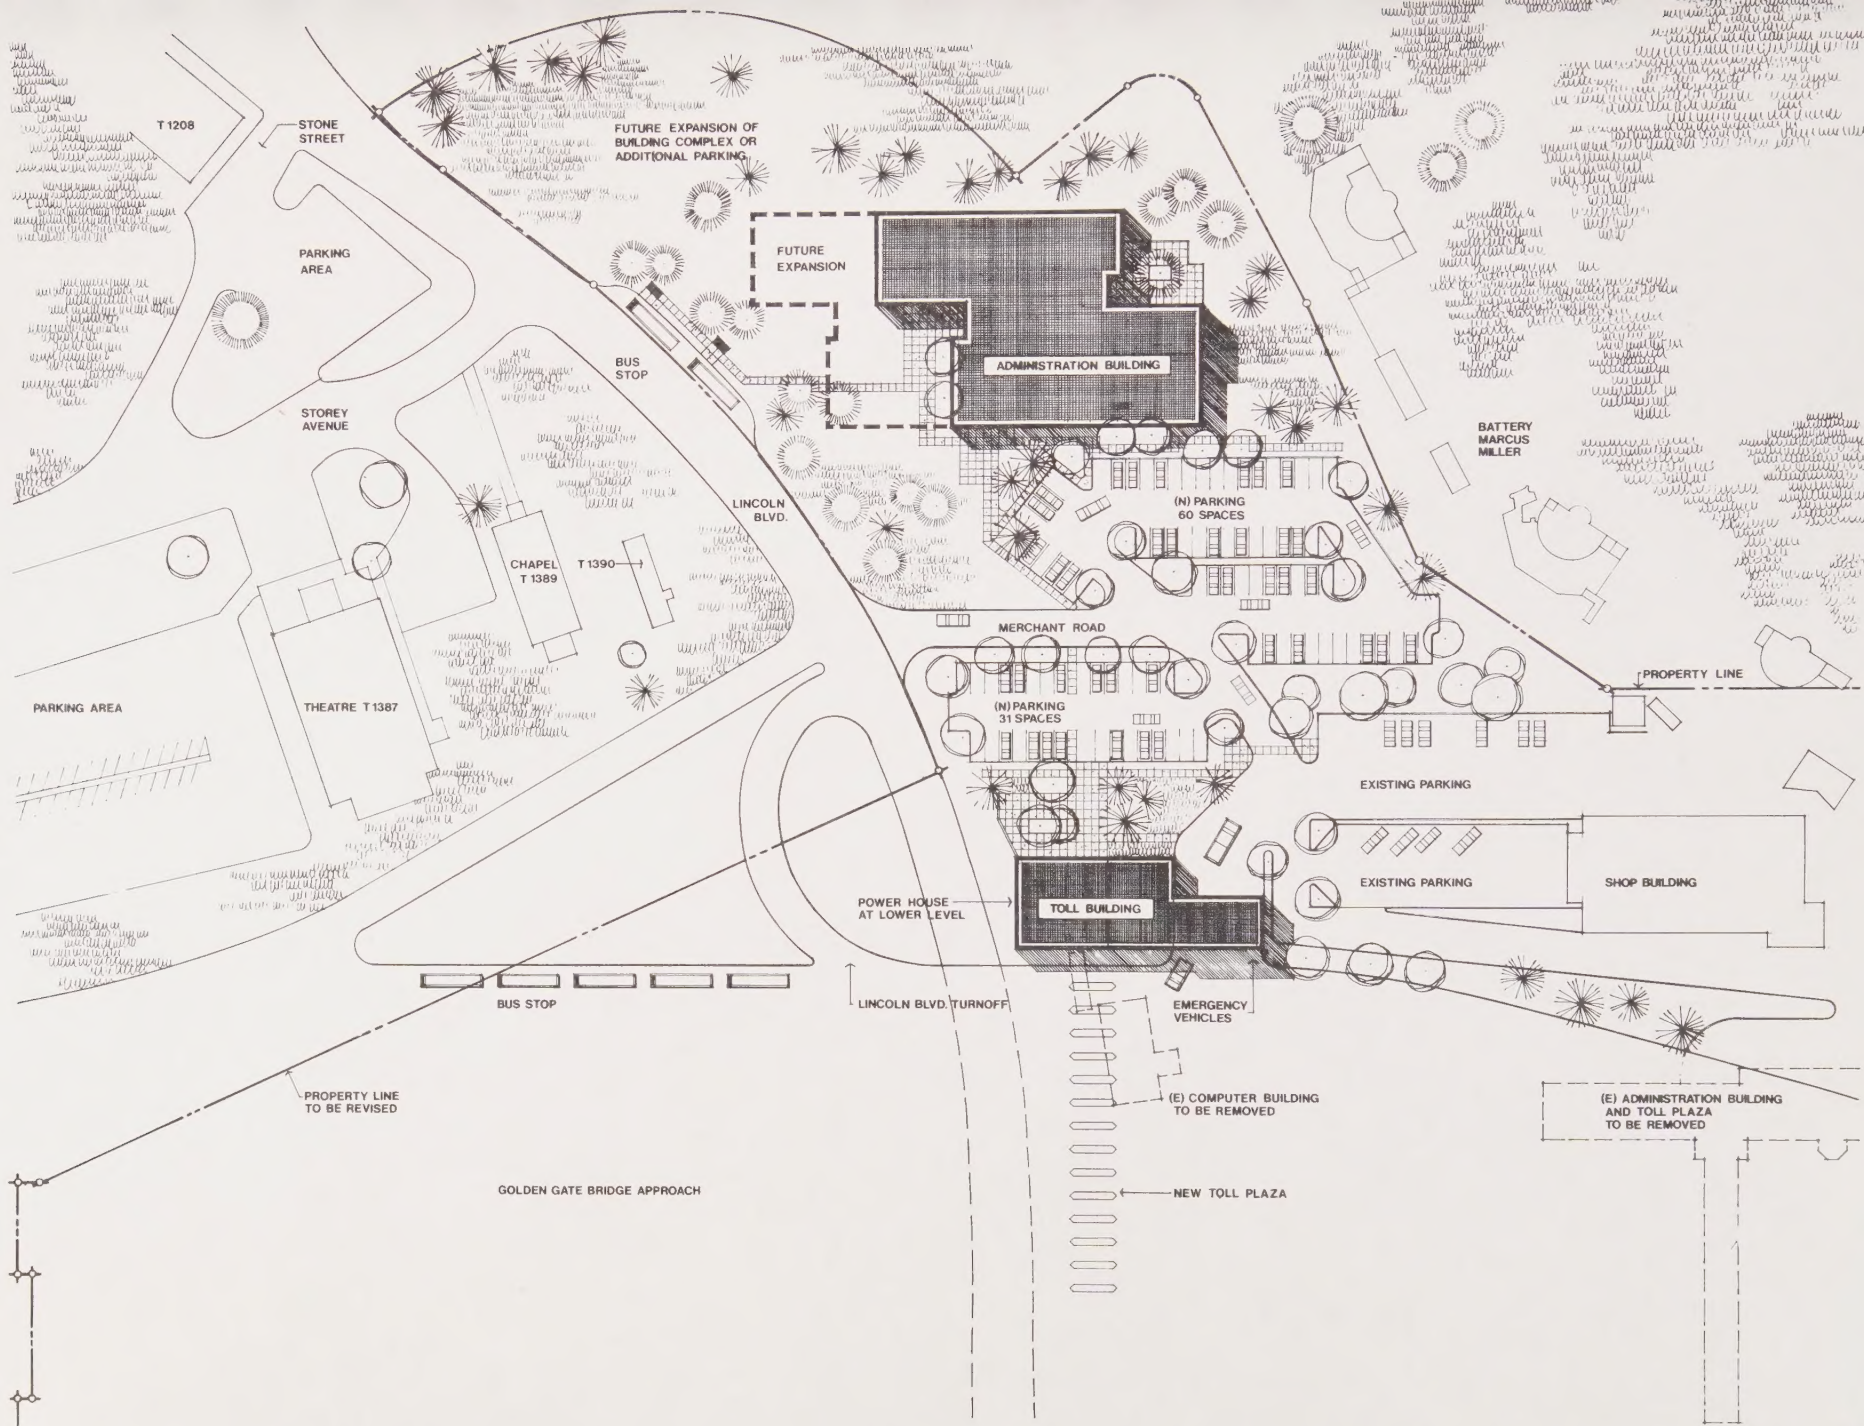 T 1208
STONE
STREET
FUTURE EXPANSION OF
BUILDING COMPLEX OR
ADDITIONAL PARKING
PARKING
AREA
FUTURE
EXPANSION
BUS
STOP
ADMINISTRATION BUILDING
STOREY
AVENUE
BATTERY
MARCUS
MILLER
LINCOLN
BLVD.
(N) PARKING
60 SPACES
CHAPEL
T 1389
T 1390
MERCHANT ROAD
PROPERTY LINE
PARKING AREA
THEATRE T 1387
(N) PARKING
31 SPACES
EXISTING PARKING
EXISTING PARKING
SHOP BUILDING
POWER HOUSE
AT LOWER LEVEL
TOLL BUILDING
BUS STOP
LINCOLN BLVD. TURNOFF
EMERGENCY
VEHICLES
PROPERTY LINE
TO BE REVISED
(E) COMPUTER BUILDING
TO BE REMOVED
(E) ADMINISTRATION BUILDING
AND TOLL PLAZA
TO BE REMOVED
GOLDEN GATE BRIDGE APPROACH
NEW TOLL PLAZA